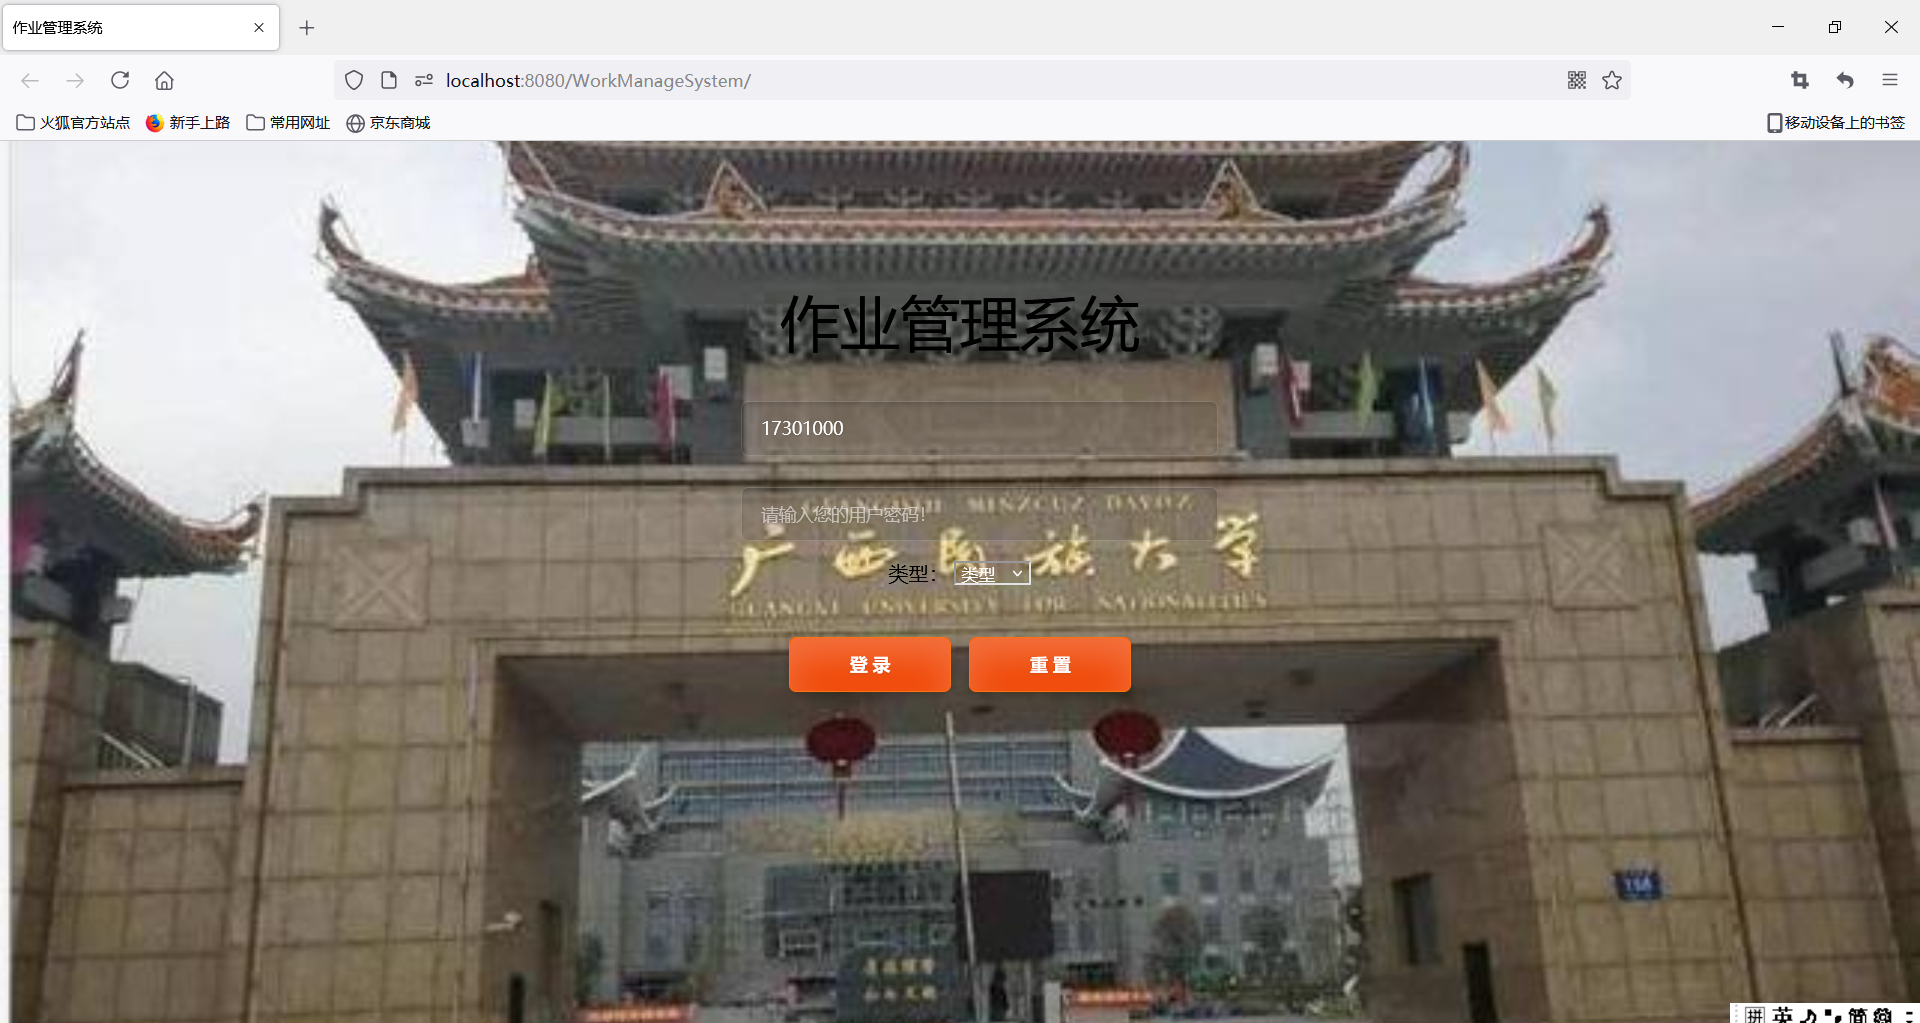 作业管理系统
localhost:8080/WorkManageSystem/
火狐官方站点 新手上路 常用网址 京东商城 移动设备上的书签
作业管理系统
17301000
MINZCUZ DAYOZ
请输入您的用户密码!
广西民族大学
类型： 类型
GUANGXI UNIVERSITY FOR NATIONALITIES
登录 重置
拼 英 简